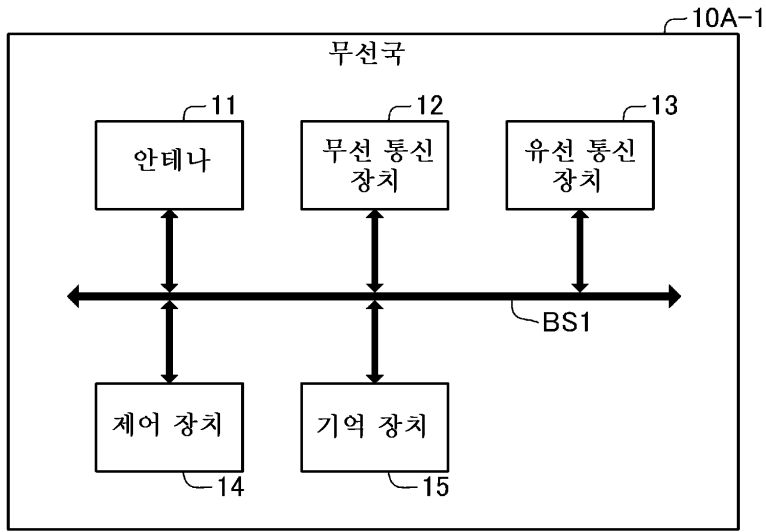 10A-1
무선국
11
12
13
안테나
무선 통신
장치
유선 통신
장치
BS1
제어 장치
기억 장치
14
15